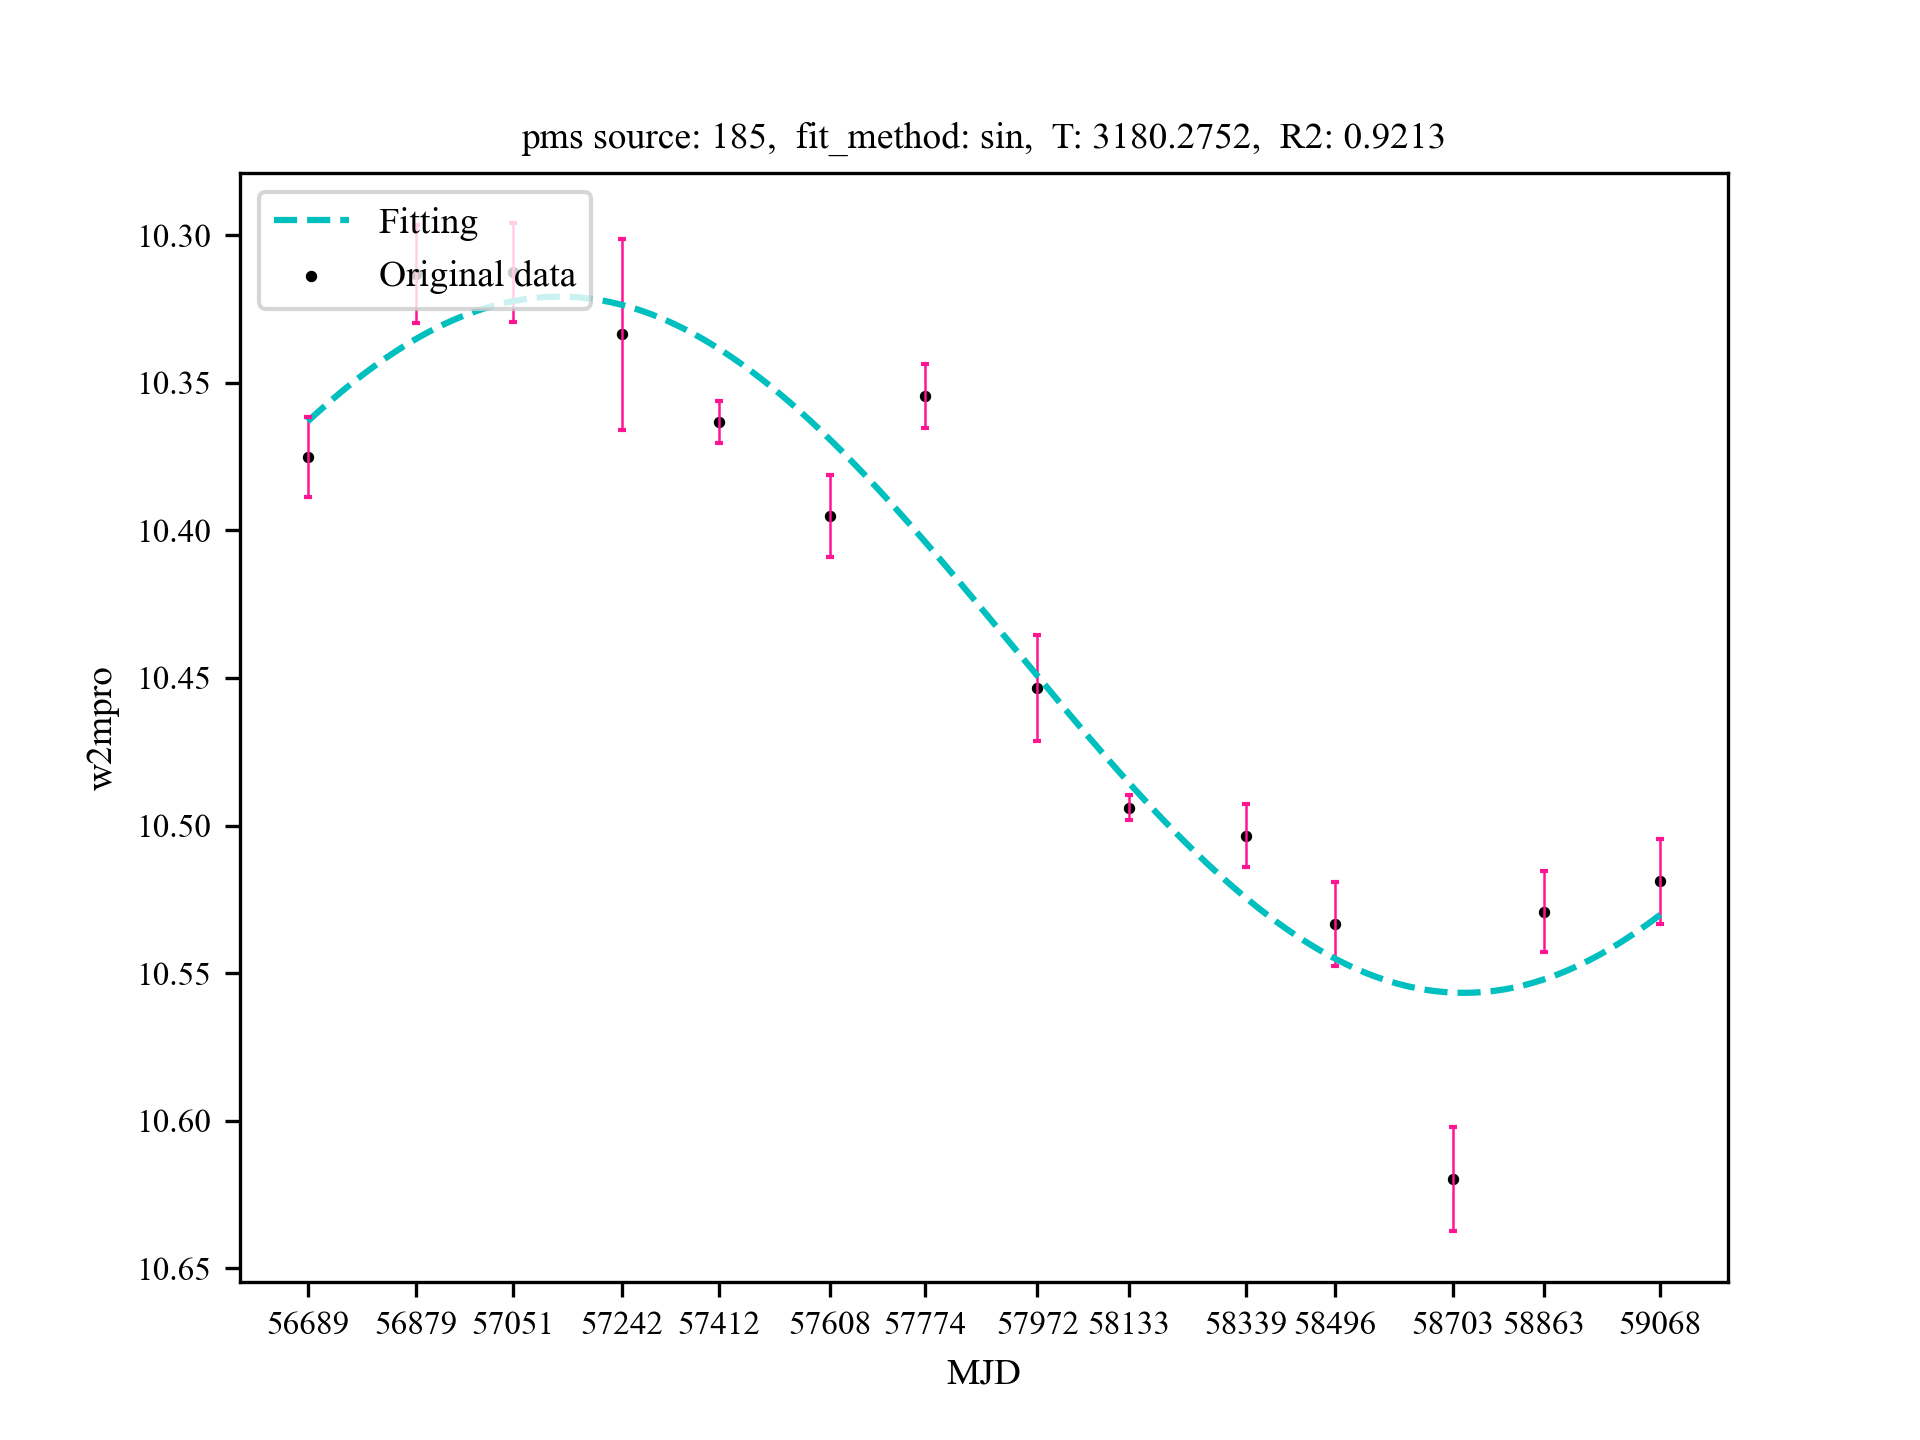 pms source: 185, fit_method: sin, T: 3180.2752, R2: 0.9213
Fitting
Original data
10.30
10.35
10.40
10.45
10.50
10.55
10.60
10.65
w2mpro
56689 56879 57051 57242 57412 57608 57774 57972 58133 58339 58496 58703 58863 59068
MJD